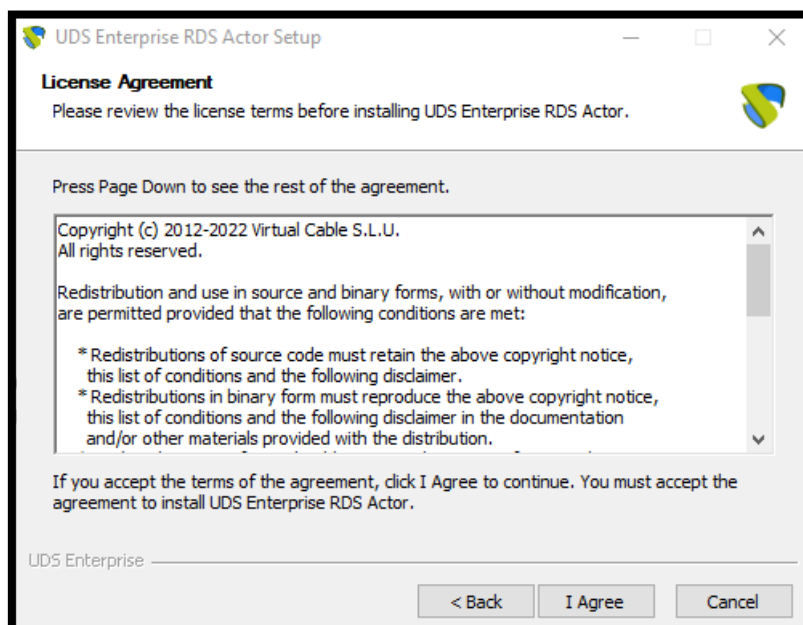 UDS Enterprise RDS Actor Setup
License Agreement
Please review the license terms before installing UDS Enterprise RDS Actor.
Press Page Down to see the rest of the agreement.
Copyright (c) 2012-2022 Virtual Cable S.L.U.
All rights reserved.
Redistribution and use in source and binary forms, with or without modification,
are permitted provided that the following conditions are met:
* Redistributions of source code must retain the above copyright notice,
this list of conditions and the following disclaimer.
* Redistributions in binary form must reproduce the above copyright notice,
this list of conditions and the following disclaimer in the documentation
and/or other materials provided with the distribution.
If you accept the terms of the agreement, click I Agree to continue. You must accept the
agreement to install UDS Enterprise RDS Actor.
UDS Enterprise
< Back
I Agree
Cancel